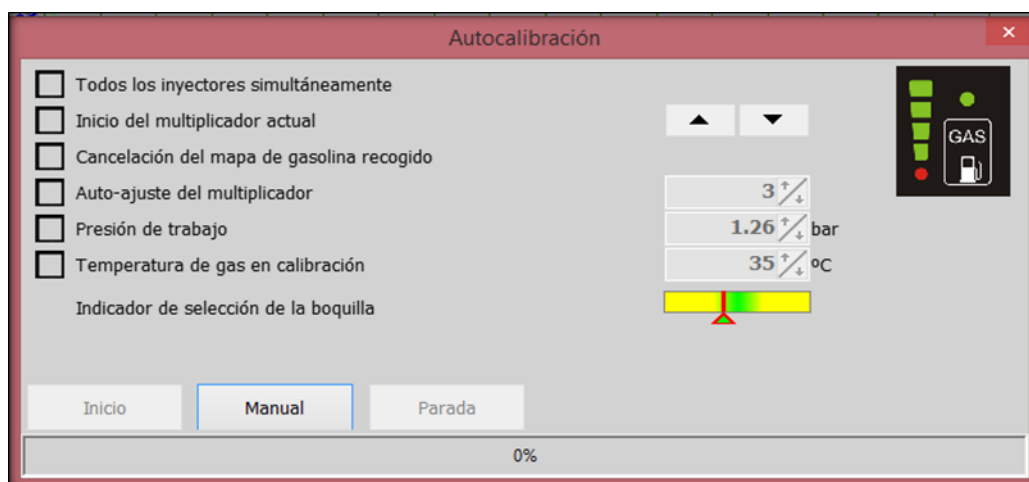 Autocalibración
Todos los inyectores simultáneamente
Inicio del multiplicador actual
Cancelación del mapa de gasolina recogido
Auto-ajuste del multiplicador 3
Presión de trabajo 1.26 bar
Temperatura de gas en calibración 35 ºC
Indicador de selección de la boquilla
GAS
Inicio Manual Parada
0%